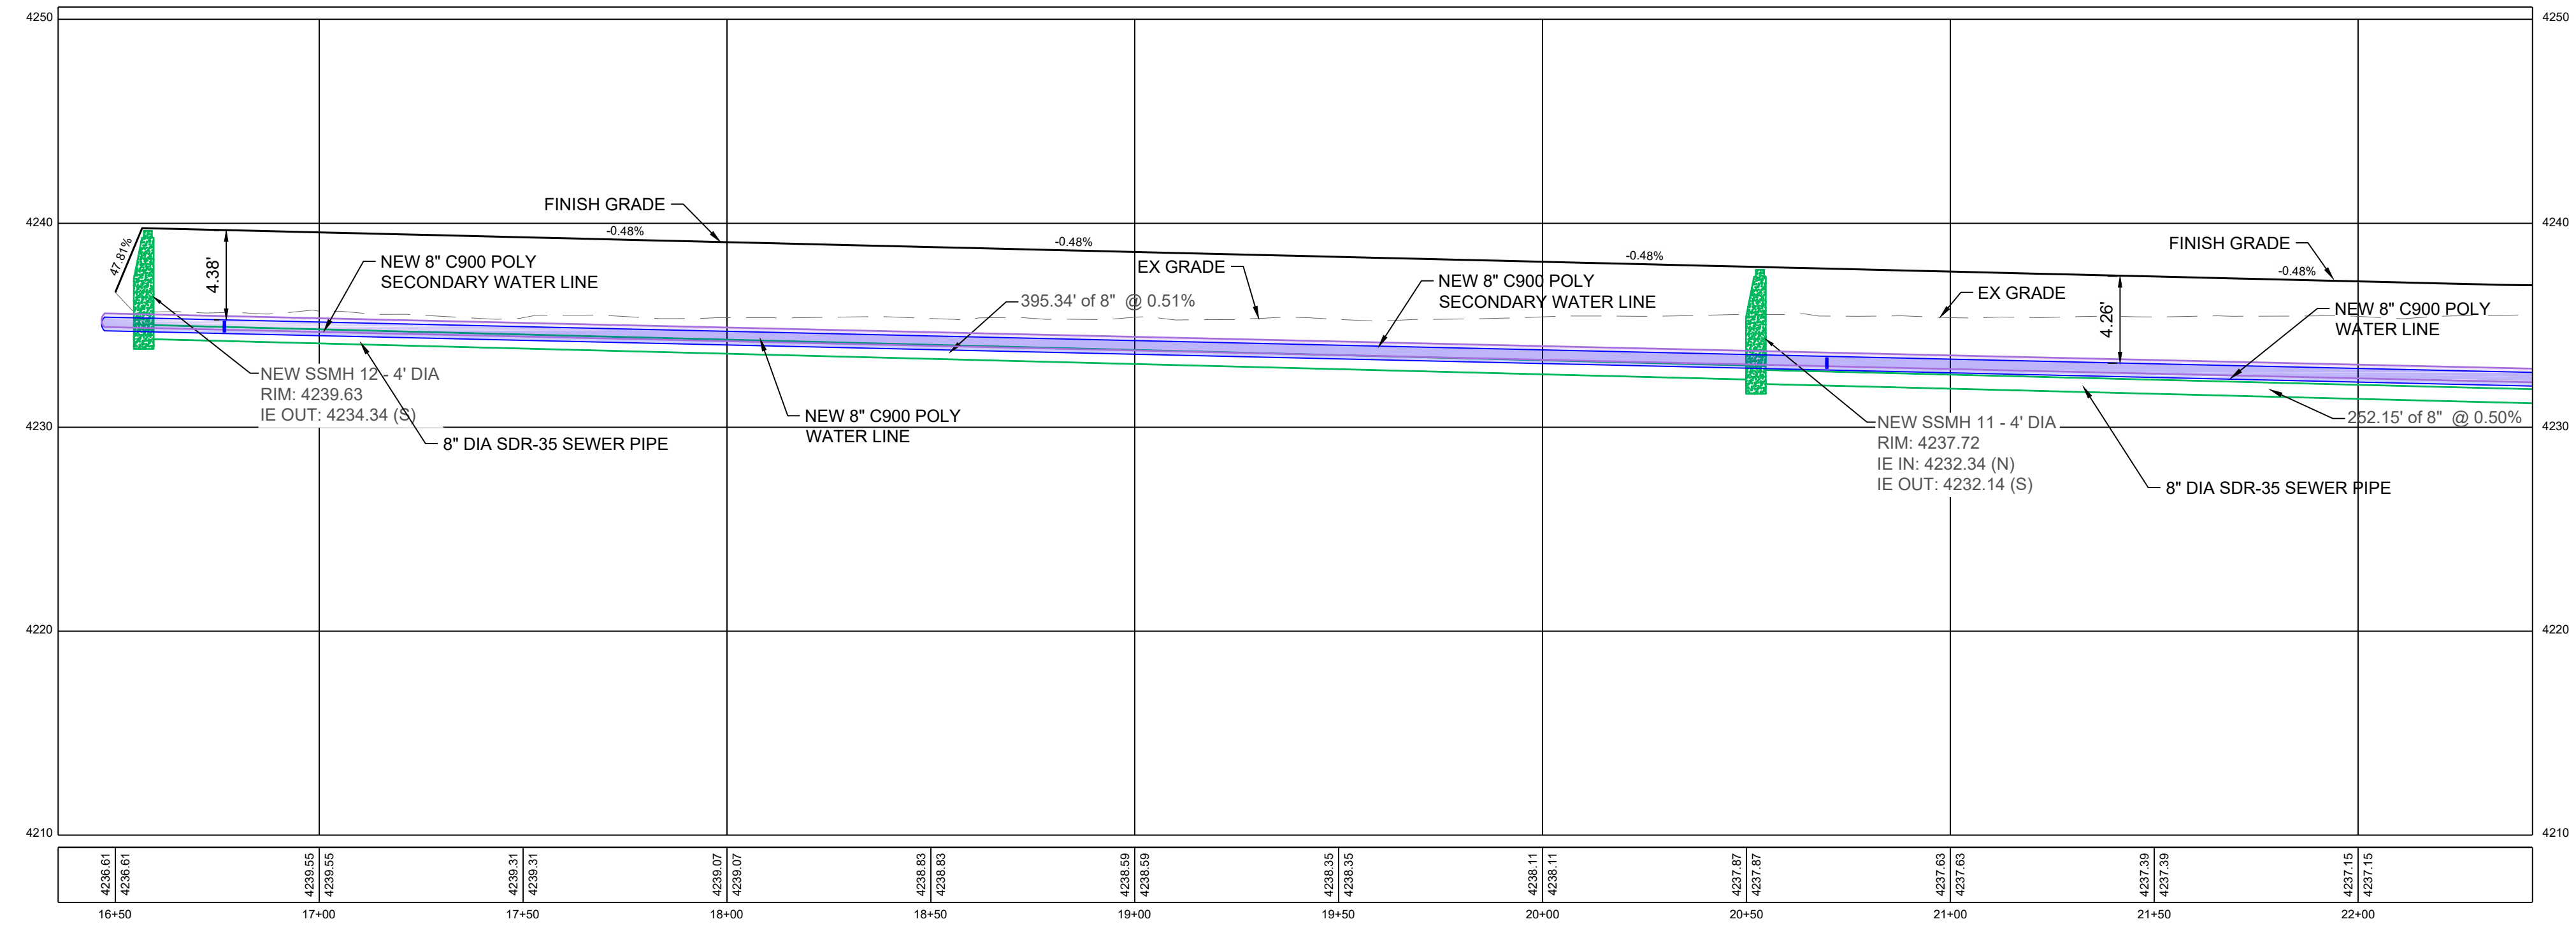 4250
4250
4240
4240
4230
4230
4220
4220
4210
4210
47.81%
4.38'
FINISH GRADE
-0.48%
NEW 8" C900 POLY
SECONDARY WATER LINE
NEW SSMH 12 - 4' DIA
RIM: 4239.63
IE OUT: 4234.34 (S)
8" DIA SDR-35 SEWER PIPE
NEW 8" C900 POLY
WATER LINE
-0.48%
395.34' of 8"  @ 0.51%
EX GRADE
NEW 8" C900 POLY
SECONDARY WATER LINE
-0.48%
NEW SSMH 11 - 4' DIA
RIM: 4237.72
IE IN: 4232.34 (N)
IE OUT: 4232.14 (S)
EX GRADE
4.26'
FINISH GRADE
-0.48%
NEW 8" C900 POLY
WATER LINE
252.15' of 8"  @ 0.50%
8" DIA SDR-35 SEWER PIPE
4236.61
4236.61
4239.55
4239.55
4239.31
4239.31
4239.07
4239.07
4238.83
4238.83
4238.59
4238.59
4238.35
4238.35
4238.11
4238.11
4237.87
4237.87
4237.63
4237.63
4237.39
4237.39
4237.15
4237.15
16+50
17+00
17+50
18+00
18+50
19+00
19+50
20+00
20+50
21+00
21+50
22+00